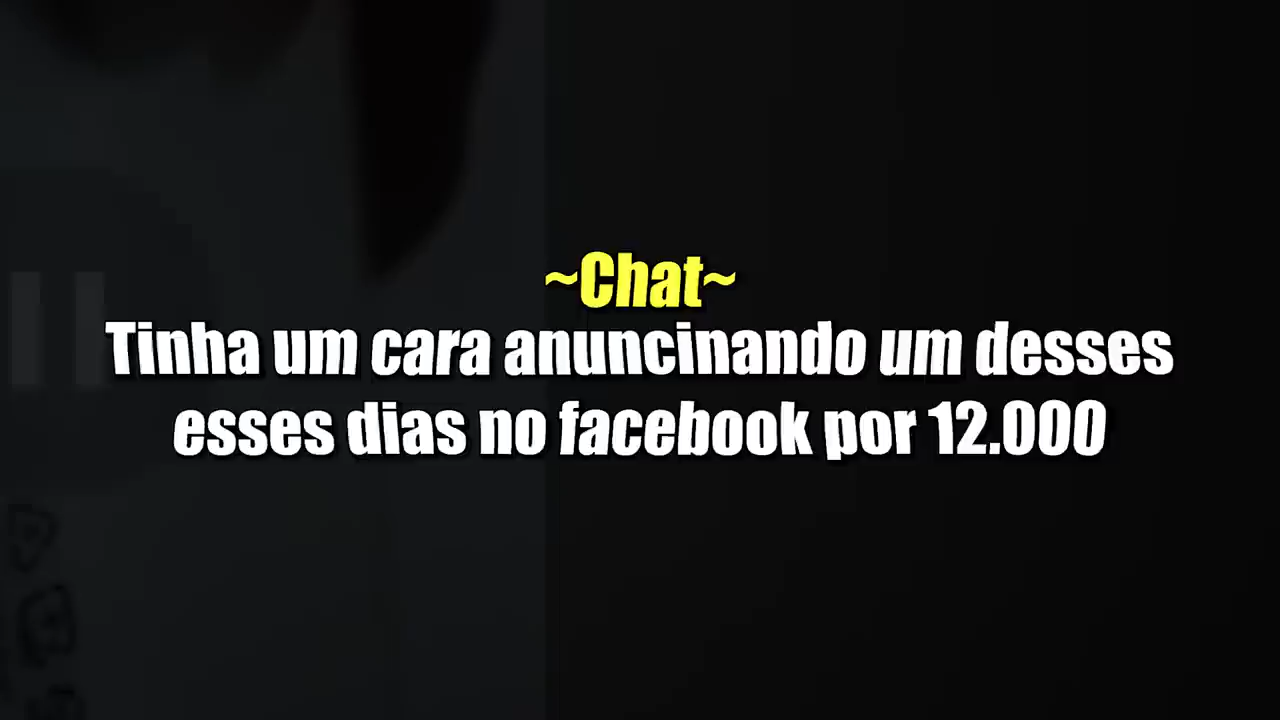 ~Chat~
Tinha um cara anuncinando um desses
esses dias no facebook por 12.000